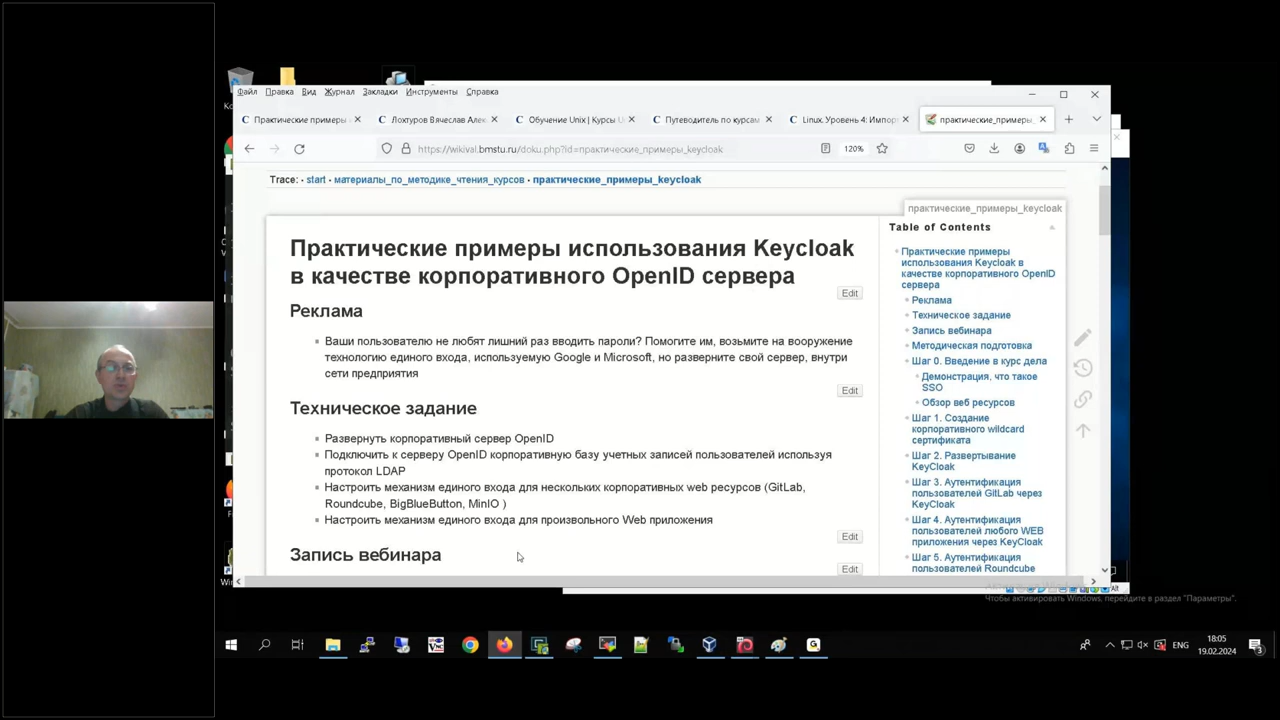 Файл Правка Вид Журнал Закладки Инструменты Справка
Практические примеры Лохтуров Вячеслав Алек Обучение Unix | Курсы Un Путеводитель по курсам Linux. Уровень 4: Импорт практические_примеры_
https://wikival.bmstu.ru/doku.php?id=практические_примеры_keycloak 120%
Trace: • start • материалы_по_методике_чтения_курсов • практические_примеры_keycloak
практические_примеры_keycloak
Практические примеры использования Keycloak
в качестве корпоративного OpenID сервера
Edit
Реклама
Ваши пользователю не любят лишний раз вводить пароли? Помогите им, возьмите на вооружение
технологию единого входа, используемую Google и Microsoft, но разверните свой сервер, внутри
сети предприятия
Edit
Техническое задание
Развернуть корпоративный сервер OpenID
Подключить к серверу OpenID корпоративную базу учетных записей пользователей используя
протокол LDAP
Настроить механизм единого входа для нескольких корпоративных web ресурсов (GitLab,
Roundcube, BigBlueButton, MinIO )
Настроить механизм единого входа для произвольного Web приложения
Edit
Запись вебинара
Edit
Table of Contents
Практические примеры
использования Keycloak в
качестве корпоративного OpenID
сервера
Реклама
Техническое задание
Запись вебинара
Методическая подготовка
Шаг 0. Введение в курс дела
Демонстрация, что такое
SSO
Обзор веб ресурсов
Шаг 1. Создание
корпоративного wildcard
сертификата
Шаг 2. Развертывание
KeyCloak
Шаг 3. Аутентификация
пользователей GitLab через
KeyCloak
Шаг 4. Аутентификация
пользователей любого WEB
приложения через KeyCloak
Шаг 5. Аутентификация
пользователей Roundcube
Чтобы активировать Windows, перейдите в раздел "Параметры".
ENG
18:05
19.02.2024